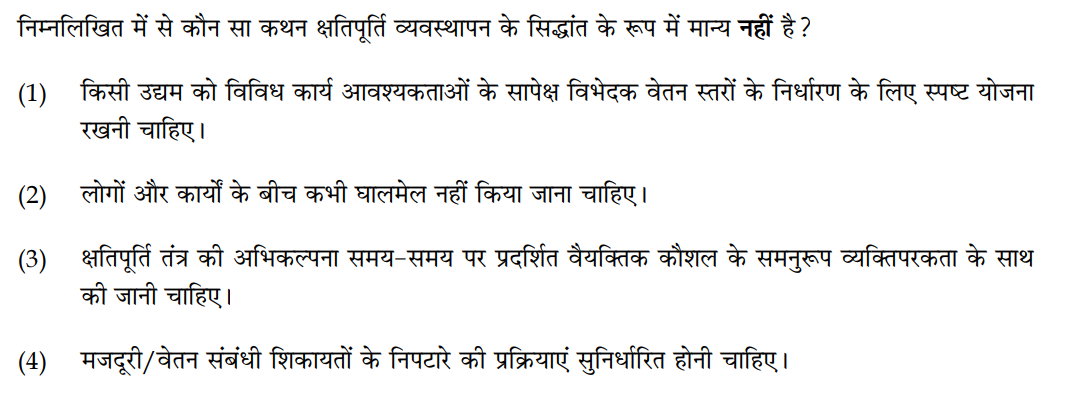 निम्नलिखित में से कौन सा कथन क्षतिपूर्ति व्यवस्थापन के सिद्धांत के रूप में मान्य नहीं है ?
(1) किसी उद्यम को विविध कार्य आवश्यकताओं के सापेक्ष विभेदक वेतन स्तरों के निर्धारण के लिए स्पष्ट योजना
रखनी चाहिए।
(2) लोगों और कार्यों के बीच कभी घालमेल नहीं किया जाना चाहिए।
(3) क्षतिपूर्ति तंत्र की अभिकल्पना समय-समय पर प्रदर्शित वैयक्तिक कौशल के समनुरूप व्यक्तिपरकता के साथ
की जानी चाहिए।
(4) मजदूरी/वेतन संबंधी शिकायतों के निपटारे की प्रक्रियाएं सुनिर्धारित होनी चाहिए।